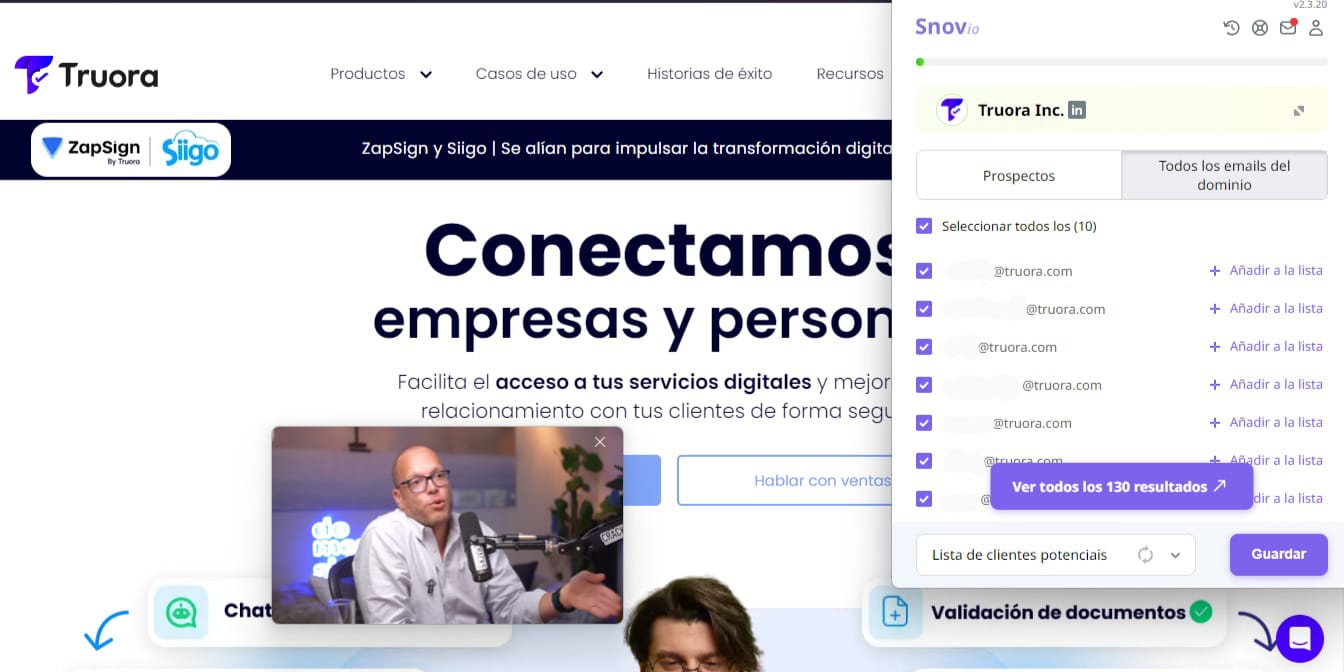 v2.3.20
Snovio
Truora
Productos
Casos de uso
Historias de éxito
Recursos
Truora Inc. in
ZapSign
By Truora
Siigo
ZapSign y Siigo | Se alían para impulsar la transformación digita
Prospectos
Todos los emails del
dominio
Seleccionar todos los (10)
Conectamos
empresas y person
@truora.com + Añadir a la lista
@truora.com + Añadir a la lista
@truora.com + Añadir a la lista
@truora.com + Añadir a la lista
@truora.com + Añadir a la lista
@truora.com + Añadir a la lista
@ dir a la lista
Facilita el acceso a tus servicios digitales y mejor
relacionamiento con tus clientes de forma segu
Ver todos los 130 resultados
Hablar con ventas
CRACK
Lista de clientes potenciais
Guardar
Chat
Validación de documentos